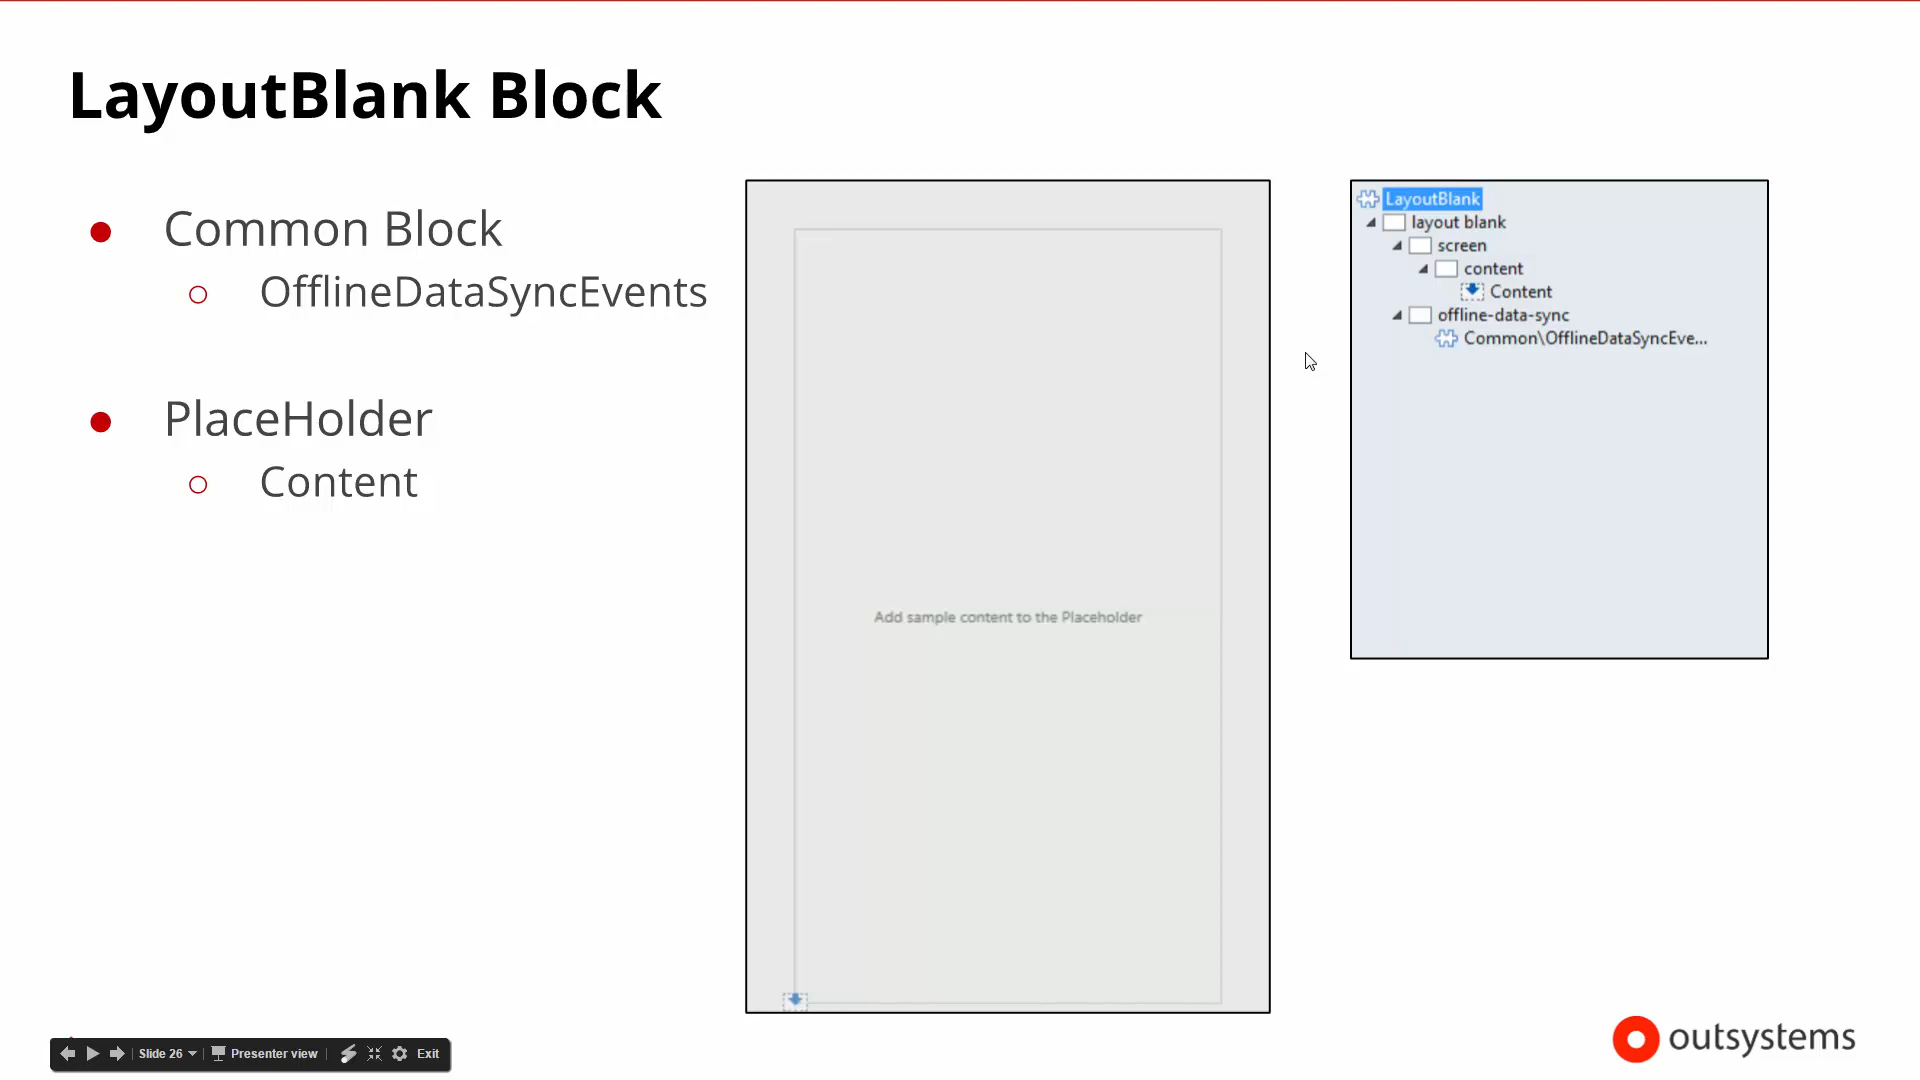 LayoutBlank Block
Common Block
OfflineDataSyncEvents
PlaceHolder
Content
Add sample content to the Placeholder
LayoutBlank
layout blank
screen
content
Content
offline-data-sync
Common\OfflineDataSyncEve...
Slide 26
Presenter view
Exit
outsystems